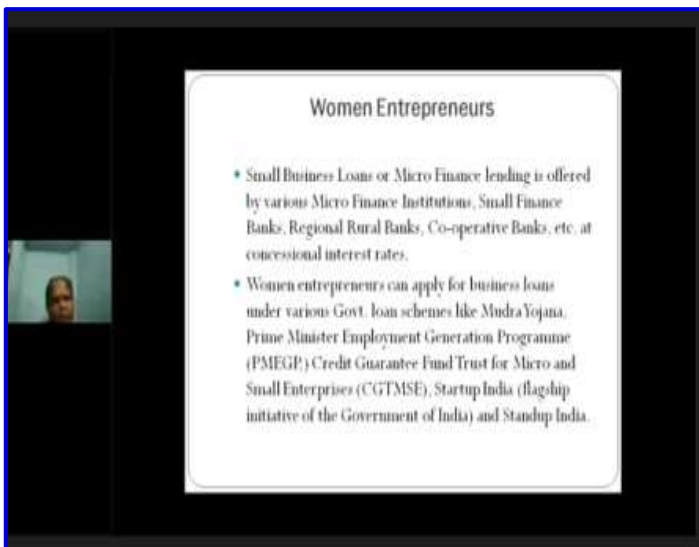 Women Entrepreneurs
• Small Business Loans or Micro Finance lending is offered
by various Micro Finance Institutions, Small Finance
Banks, Regional Rural Banks, Co-operative Banks, etc. at
concessional interest rates.
• Women entrepreneurs can apply for business loans
under various Govt. loan schemes like Mudra Yojana,
Prime Minister Employment Generation Programme
(PMEGP,) Credit Guarantee Fund Trust for Micro and
Small Enterprises (CGTMSE), Startup India (flagship
initiative of the Government of India) and Standup India.